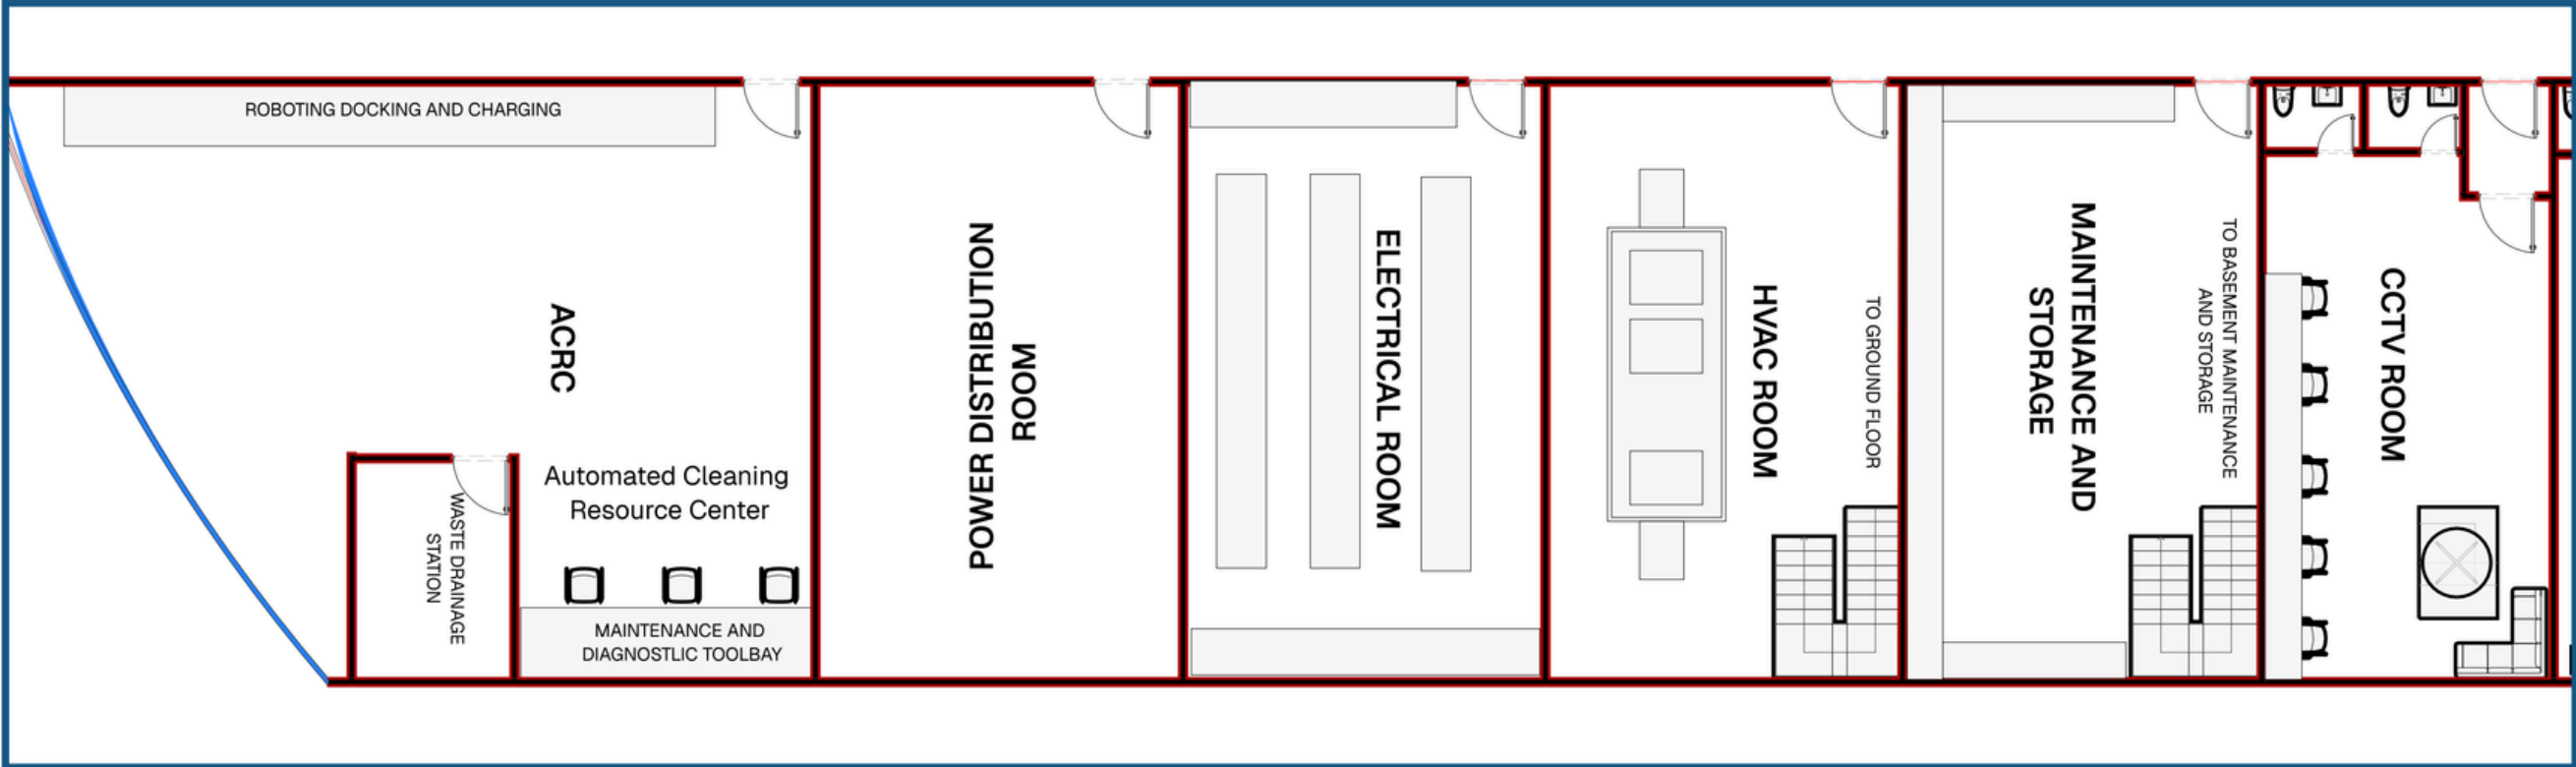 ROBOTING DOCKING AND CHARGING
ACRC
Automated Cleaning
Resource Center
WASTE DRAINAGE
STATION
MAINTENANCE AND
DIAGNOSTLIC TOOLBAY
POWER DISTRIBUTION
ROOM
ELECTRICAL ROOM
HVAC ROOM
TO GROUND FLOOR
MAINTENANCE AND
STORAGE
TO BASEMENT MAINTENANCE
AND STORAGE
CCTV ROOM